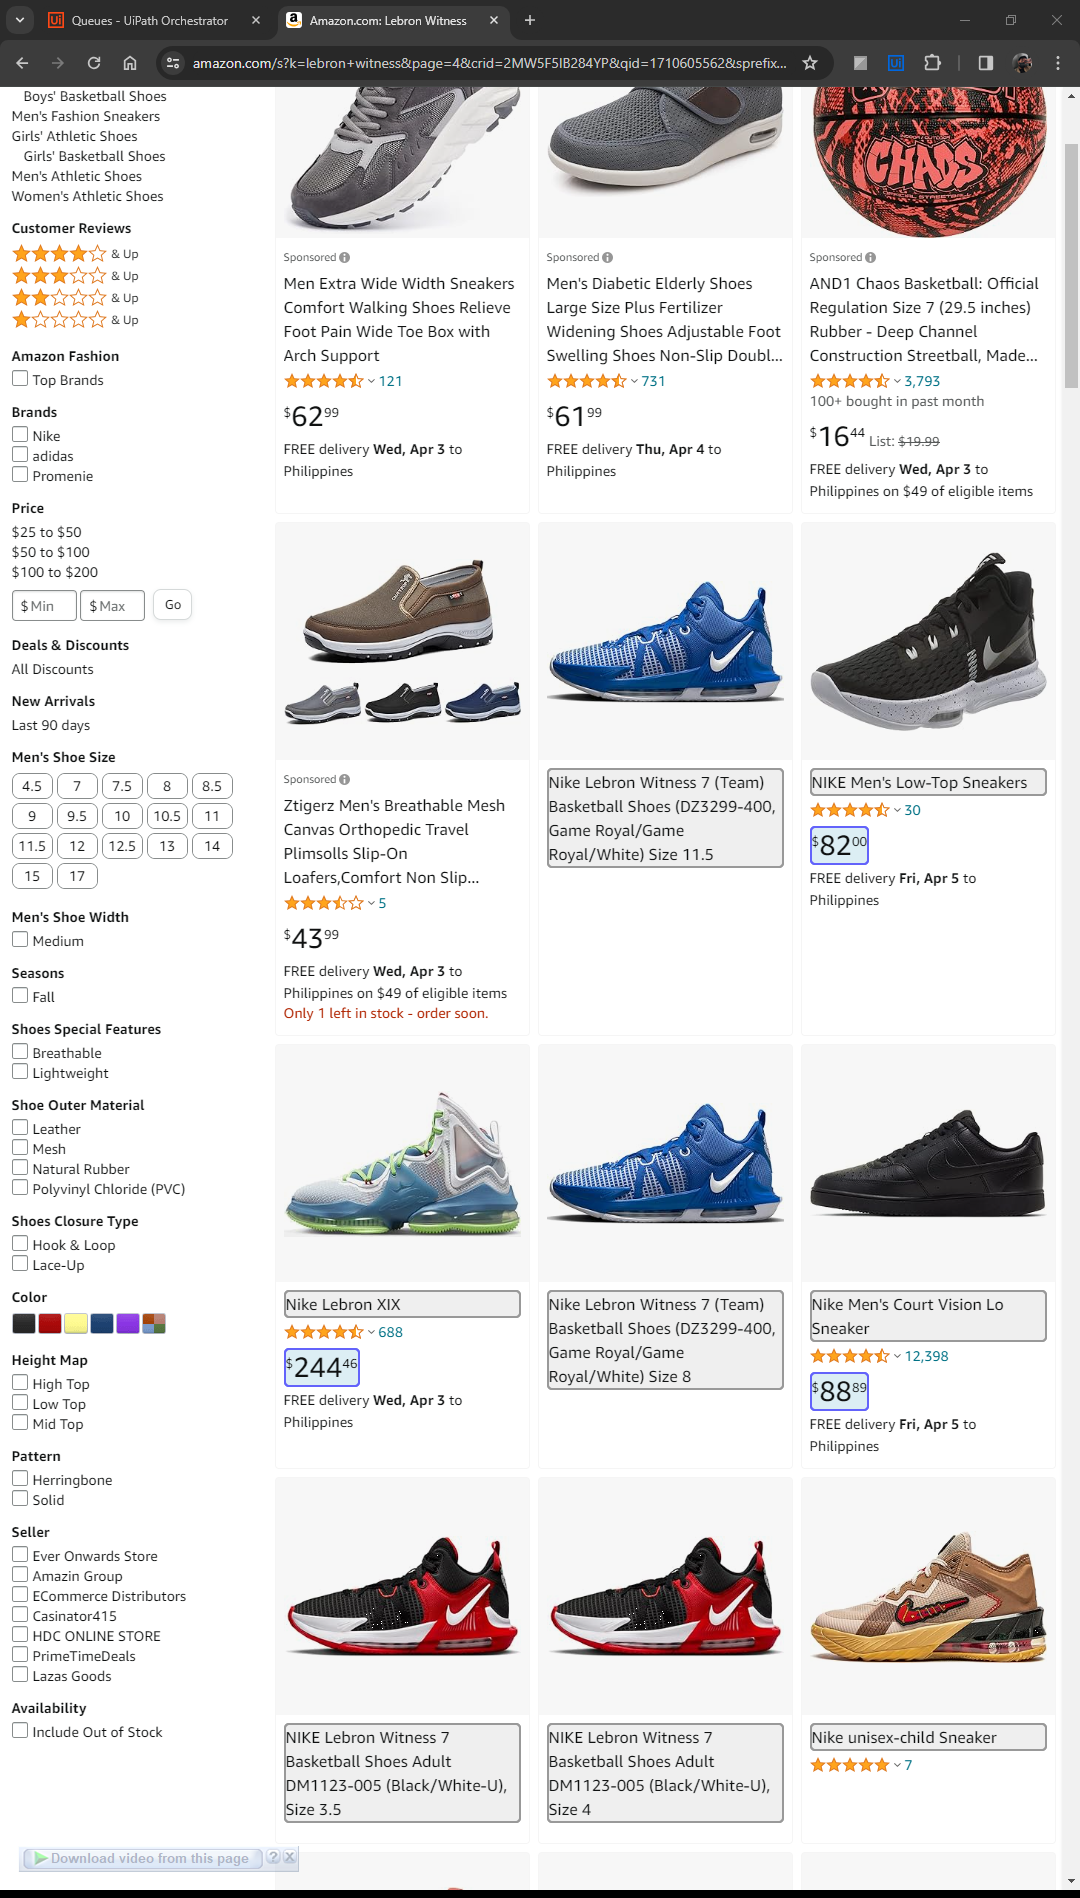 Queues - UiPath Orchestrator
Amazon.com: Lebron Witness
amazon.com/s?k=lebron+witness&page=4&crid=2MW5F5IB284YP&qid=1710605562&sprefix...
Boys' Basketball Shoes
Men's Fashion Sneakers
Girls' Athletic Shoes
Girls' Basketball Shoes
Men's Athletic Shoes
Women's Athletic Shoes
Customer Reviews
& Up
& Up
& Up
& Up
Amazon Fashion
Top Brands
Brands
Nike
adidas
Promenie
Price
$25 to $50
$50 to $100
$100 to $200
$ Min
$ Max
Go
Deals & Discounts
All Discounts
New Arrivals
Last 90 days
Men's Shoe Size
4.5 7 7.5 8 8.5
9 9.5 10 10.5 11
11.5 12 12.5 13 14
15 17
Men's Shoe Width
Medium
Seasons
Fall
Shoes Special Features
Breathable
Lightweight
Shoe Outer Material
Leather
Mesh
Natural Rubber
Polyvinyl Chloride (PVC)
Shoes Closure Type
Hook & Loop
Lace-Up
Color
Height Map
High Top
Low Top
Mid Top
Pattern
Herringbone
Solid
Seller
Ever Onwards Store
Amazin Group
ECommerce Distributors
Casinator415
HDC ONLINE STORE
PrimeTimeDeals
Lazas Goods
Availability
Include Out of Stock
Download video from this page
Sponsored
Men Extra Wide Width Sneakers
Comfort Walking Shoes Relieve
Foot Pain Wide Toe Box with
Arch Support
121
$62 99
FREE delivery Wed, Apr 3 to
Philippines
Sponsored
Men's Diabetic Elderly Shoes
Large Size Plus Fertilizer
Widening Shoes Adjustable Foot
Swelling Shoes Non-Slip Doubl...
731
$61 99
FREE delivery Thu, Apr 4 to
Philippines
CHAOS
Sponsored
AND1 Chaos Basketball: Official
Regulation Size 7 (29.5 inches)
Rubber - Deep Channel
Construction Streetball, Made...
3,793
100+ bought in past month
$16 44 List: $19.99
FREE delivery Wed, Apr 3 to
Philippines on $49 of eligible items
Sponsored
Ztigerz Men's Breathable Mesh
Canvas Orthopedic Travel
Plimsolls Slip-On
Loafers,Comfort Non Slip...
5
$43 99
FREE delivery Wed, Apr 3 to
Philippines on $49 of eligible items
Only 1 left in stock - order soon.
Nike Lebron Witness 7 (Team)
Basketball Shoes (DZ3299-400,
Game Royal/Game
Royal/White) Size 11.5
NIKE Men's Low-Top Sneakers
30
$82 00
FREE delivery Fri, Apr 5 to
Philippines
Nike Lebron XIX
688
$244 46
FREE delivery Wed, Apr 3 to
Philippines
Nike Lebron Witness 7 (Team)
Basketball Shoes (DZ3299-400,
Game Royal/Game
Royal/White) Size 8
Nike Men's Court Vision Lo
Sneaker
12,398
$88 89
FREE delivery Fri, Apr 5 to
Philippines
NIKE Lebron Witness 7
Basketball Shoes Adult
DM1123-005 (Black/White-U),
Size 3.5
NIKE Lebron Witness 7
Basketball Shoes Adult
DM1123-005 (Black/White-U),
Size 4
Nike unisex-child Sneaker
7